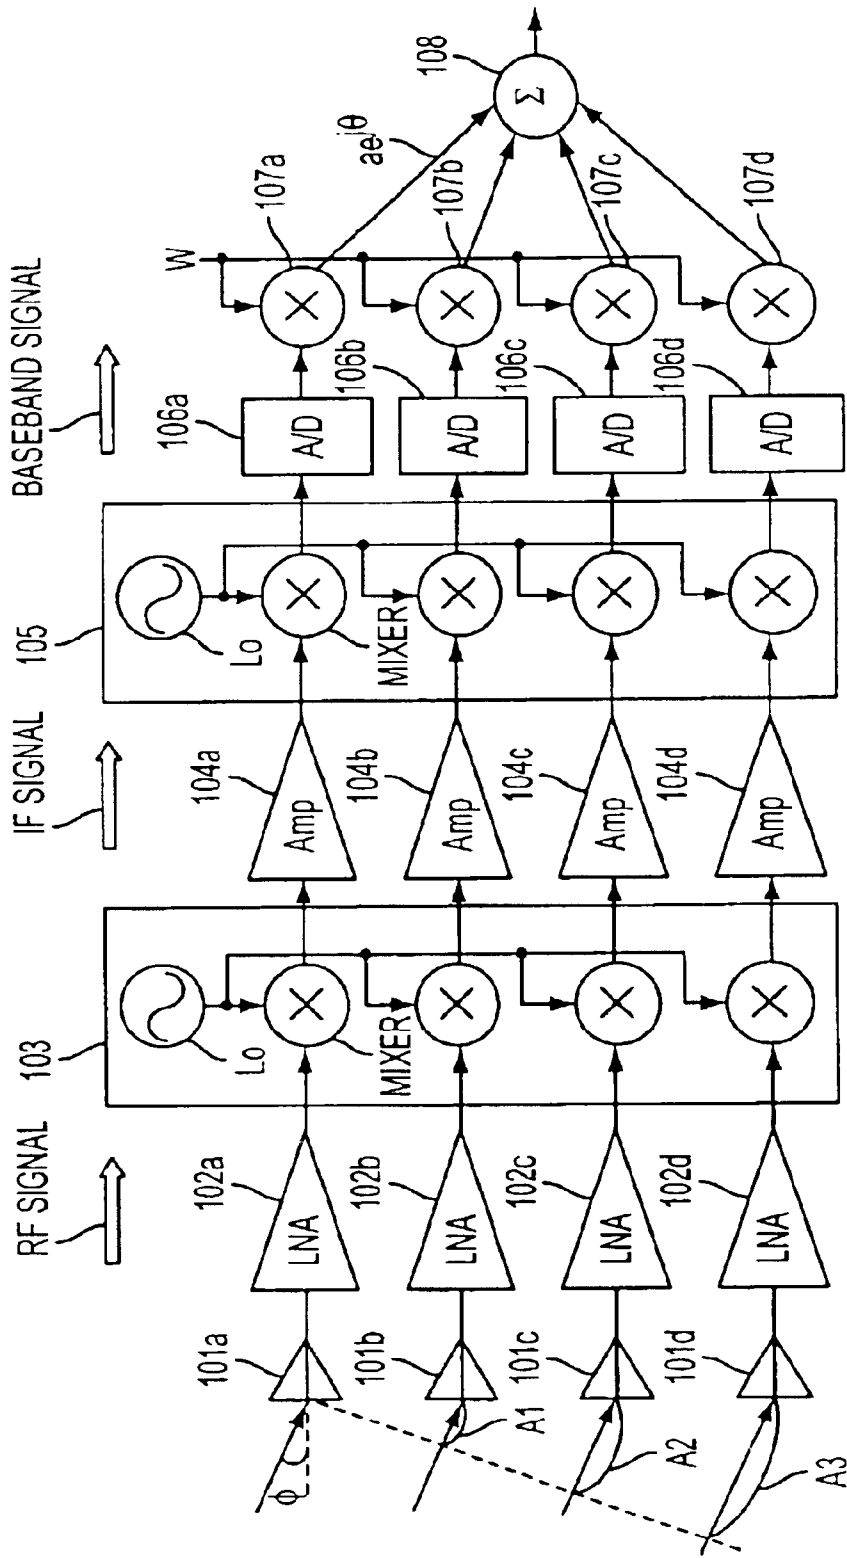 RF SIGNAL
IF SIGNAL
BASEBAND SIGNAL
103
105
Lo
Lo
MIXER
MIXER
W
ae^jθ
108
Σ
ϕ
101a
102a
LNA
104a
Amp
106a
A/D
107a
A1
101b
102b
LNA
104b
Amp
106b
A/D
107b
A2
101c
102c
LNA
104c
Amp
106c
A/D
107c
A3
101d
102d
LNA
104d
Amp
106d
A/D
107d